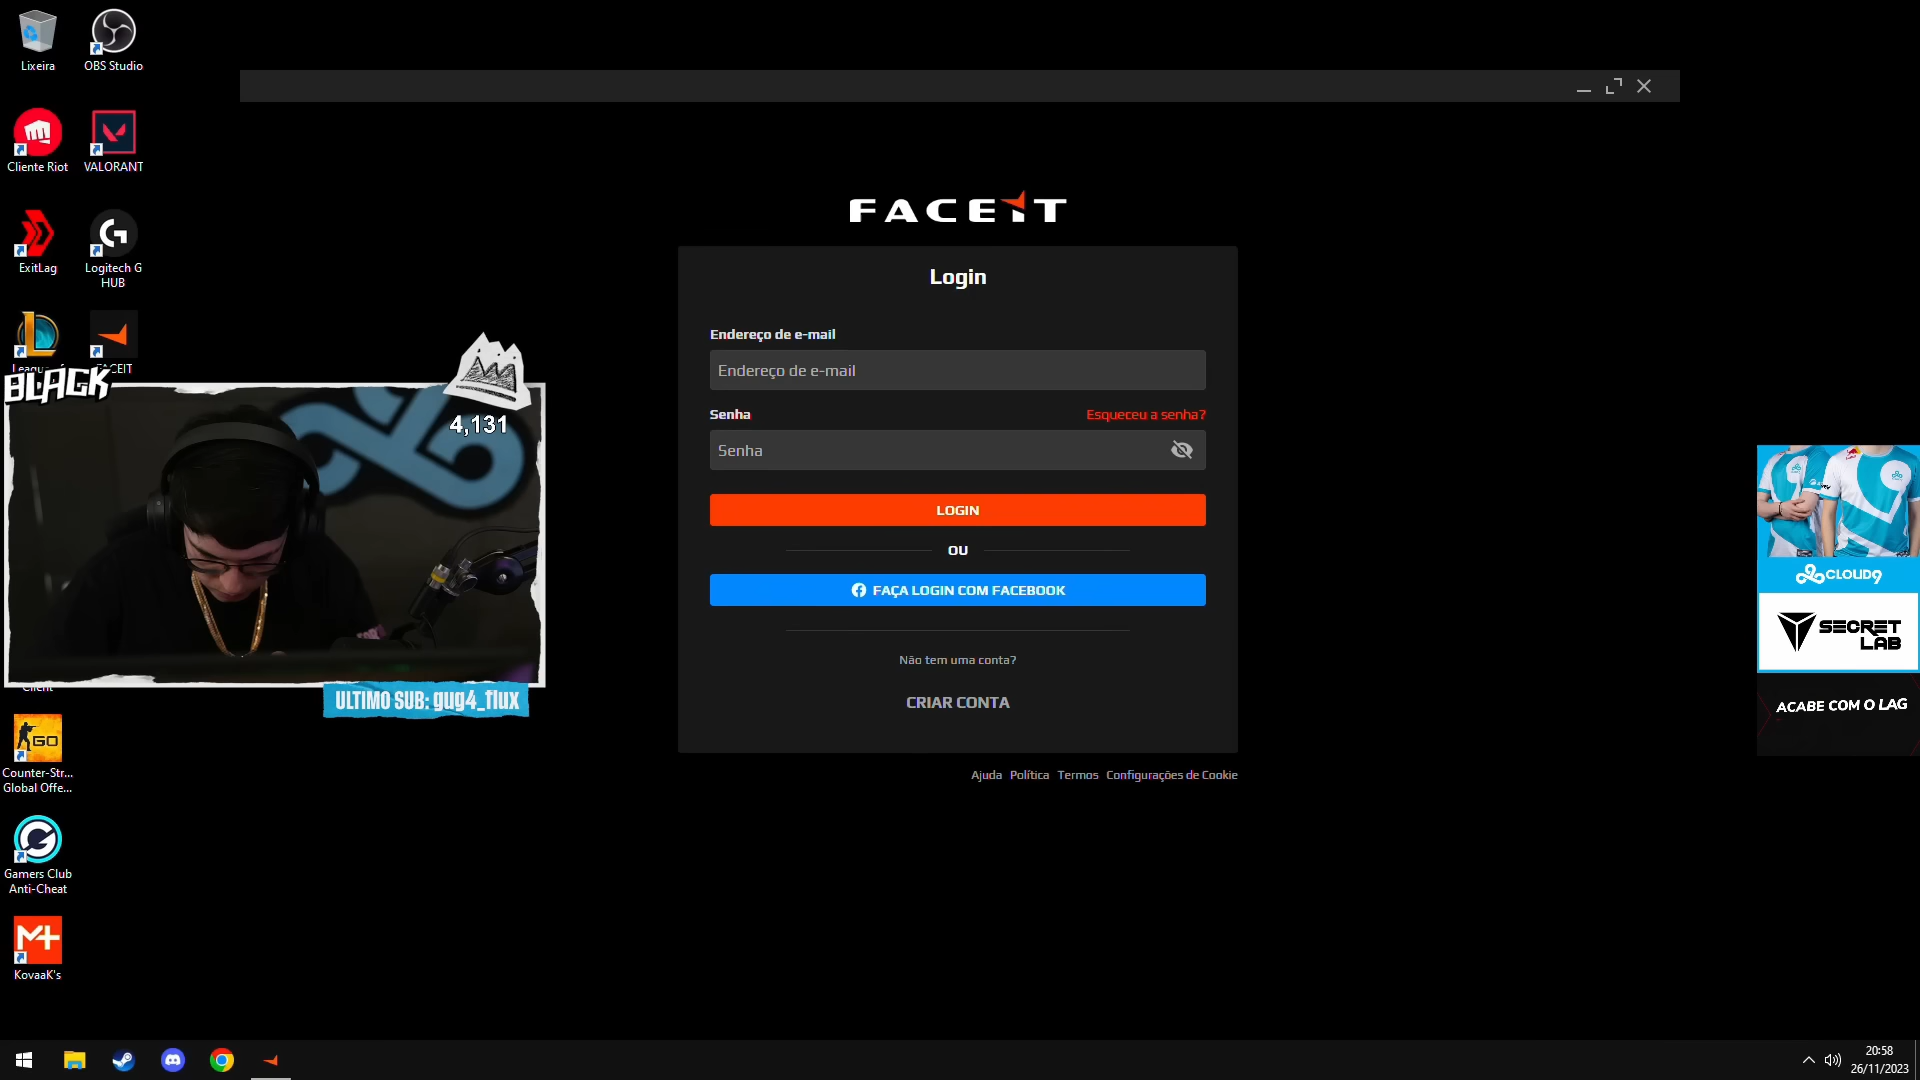 Lixeira
OBS Studio
Cliente Riot
VALORANT
ExitLag
Logitech G
HUB
BLACK
4,131
Client
ULTIMO SUB: gug4_flux
GO
Counter-Str...
Global Offe...
Gamers Club
Anti-Cheat
KovaaK's
FACEIT
Login
Endereço de e-mail
Endereço de e-mail
Senha
Esqueceu a senha?
Senha
LOGIN
OU
FAÇA LOGIN COM FACEBOOK
Não tem uma conta?
CRIAR CONTA
Ajuda Política Termos Configurações de Cookie
CLOUD9
SECRET
LAB
ACABE COM O LAG
20:58
26/11/2023